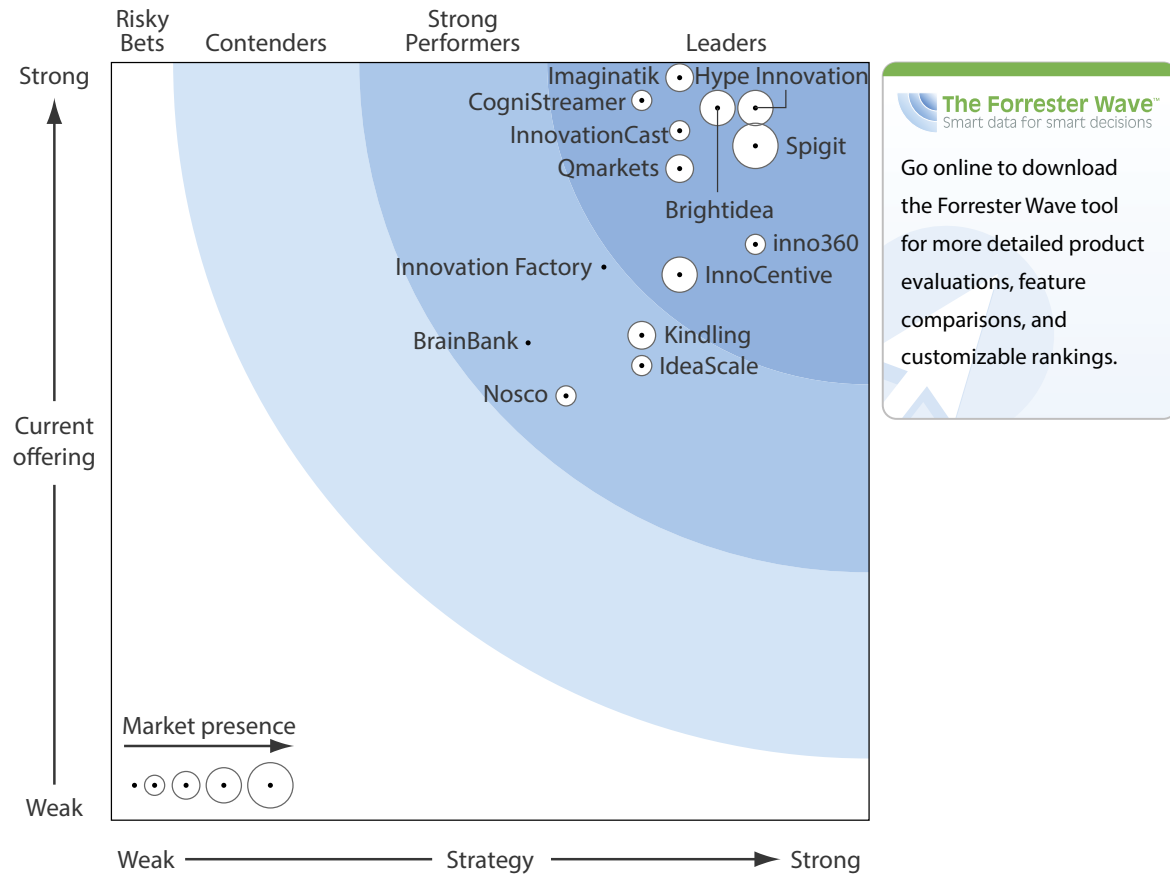 Risky
Bets
Contenders
Strong
Performers
Leaders
Strong
Current
offering
Weak
Imaginatik
Hype Innovation
CogniStreamer
InnovationCast
Spigit
Qmarkets
Brightidea
inno360
Innovation Factory
InnoCentive
Kindling
BrainBank
IdeaScale
Nosco
Market presence
Weak
Strategy
Strong
The Forrester Wave™
Smart data for smart decisions
Go online to download
the Forrester Wave tool
for more detailed product
evaluations, feature
comparisons, and
customizable rankings.